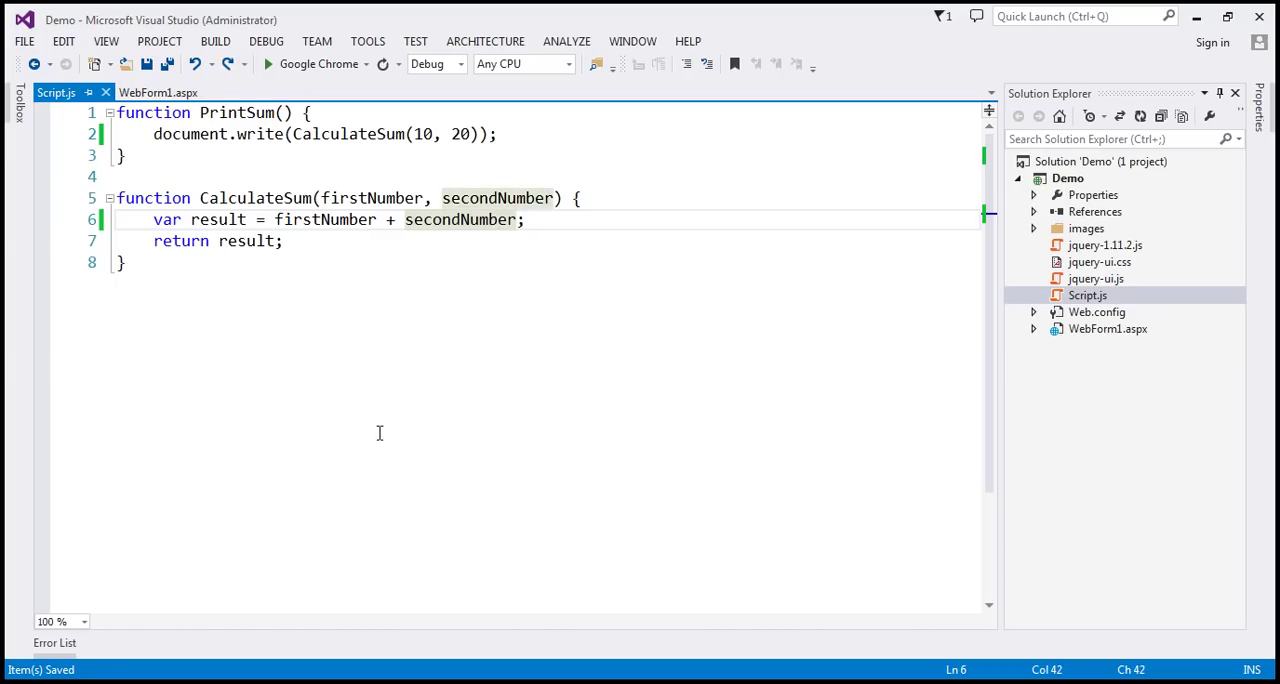 Demo - Microsoft Visual Studio (Administrator)
1
Quick Launch (Ctrl+Q)
FILE EDIT VIEW PROJECT BUILD DEBUG TEAM TOOLS TEST ARCHITECTURE ANALYZE WINDOW HELP
Sign in
Google Chrome Debug Any CPU
Toolbox
Script.js WebForm1.aspx
1 function PrintSum() {
2 document.write(CalculateSum(10, 20));
3 }
4
5 function CalculateSum(firstNumber, secondNumber) {
6 var result = firstNumber + secondNumber;
7 return result;
8 }
100 %
Error List
Solution Explorer
Search Solution Explorer (Ctrl+;)
Solution 'Demo' (1 project)
Demo
Properties
References
images
jquery-1.11.2.js
jquery-ui.css
jquery-ui.js
Script.js
Web.config
WebForm1.aspx
Properties
Item(s) Saved Ln 6 Col 42 Ch 42 INS